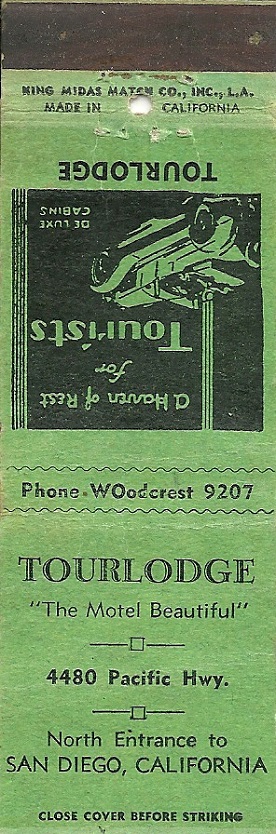 KING MIDAS MATCH CO., INC., L.A.
MADE IN CALIFORNIA
TOURLODGE
DE LUXE
CABINS
A Haven of Rest
for
Tourists
Phone-WOodcrest 9207
TOURLODGE
"The Motel Beautiful"
4480 Pacific Hwy.
North Entrance to
SAN DIEGO, CALIFORNIA
CLOSE COVER BEFORE STRIKING